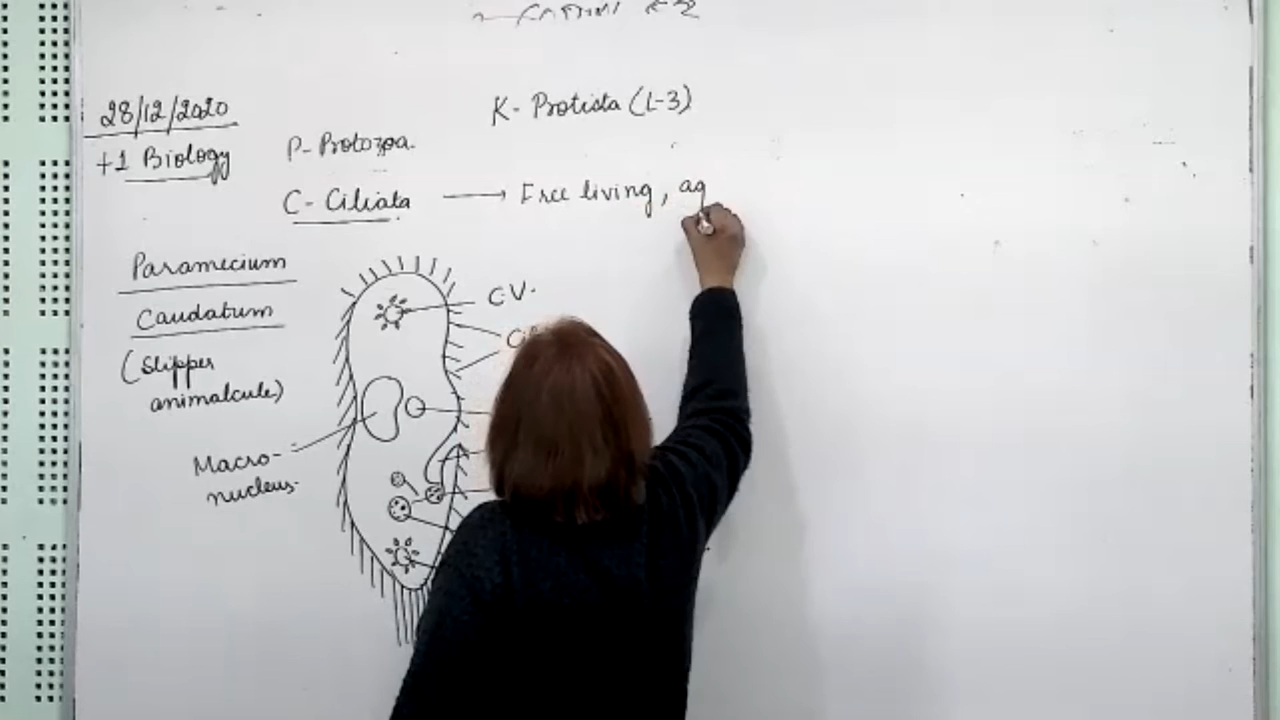 28/12/2020
K- Protista (L-3)
+1 Biology
P- Protozoa.
C- Ciliata → Free living, aq
Paramecium
Caudatum
(Slipper
animalcule)
C.V.
Macro-
nucleus.